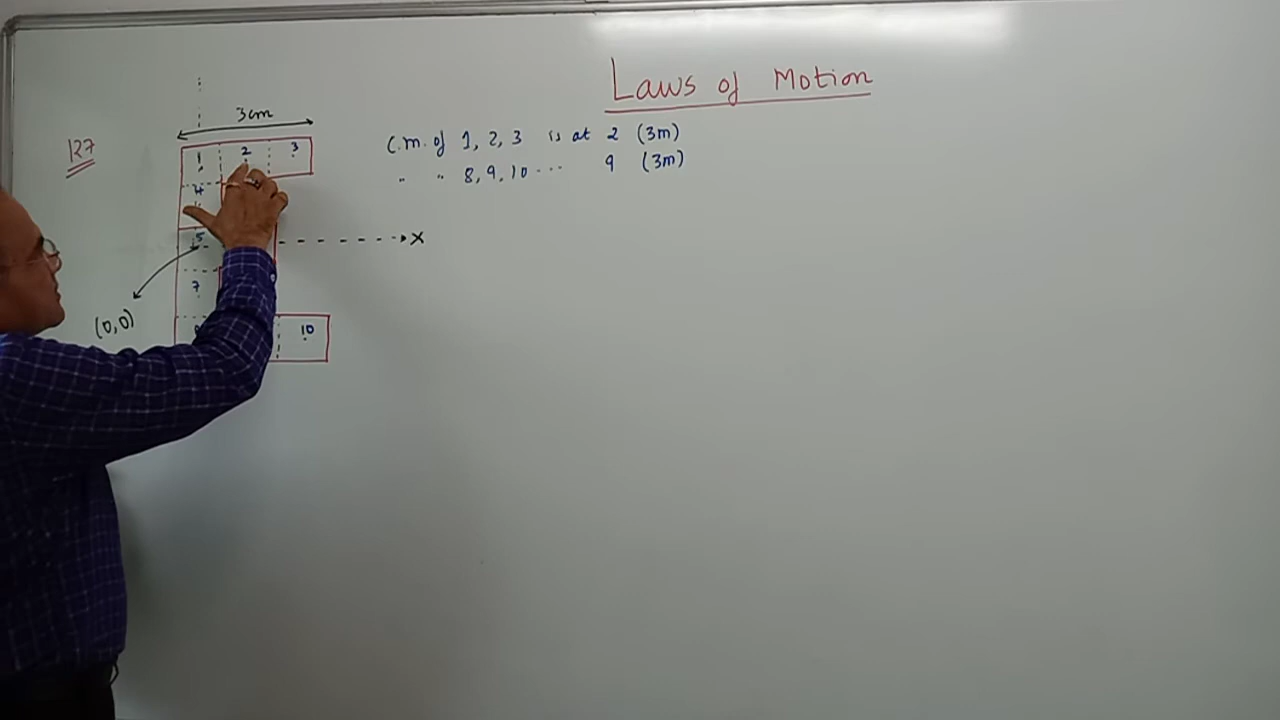 Laws of Motion
3cm
127
1 2 3
4
5
7
10
X
(0,0)
C.m. of 1, 2, 3 is at 2 (3m)
" " 8, 9, 10 ... 9 (3m)